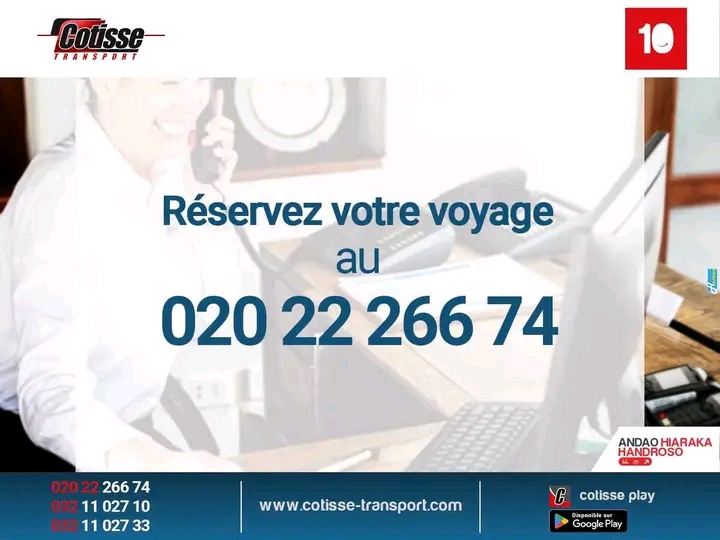 Cotisse
TRANSPORT
10
Réservez votre voyage
au
020 22 266 74
ANDAO HIARAKA
HANDROSO
020 22 266 74
032 11 027 10
032 11 027 33
www.cotisse-transport.com
cotisse play
Disponible sur
Google Play